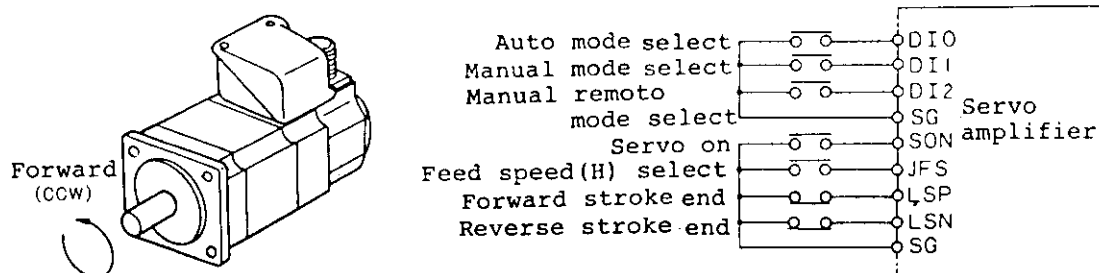 Auto mode select DIO
Manual mode select DI1
Manual remoto DI2
mode select SG
Servo on SON
Feed speed(H) select JFS
Forward stroke end LSP
Reverse stroke end LSN
SG
Servo
amplifier
Forward
(CCW)